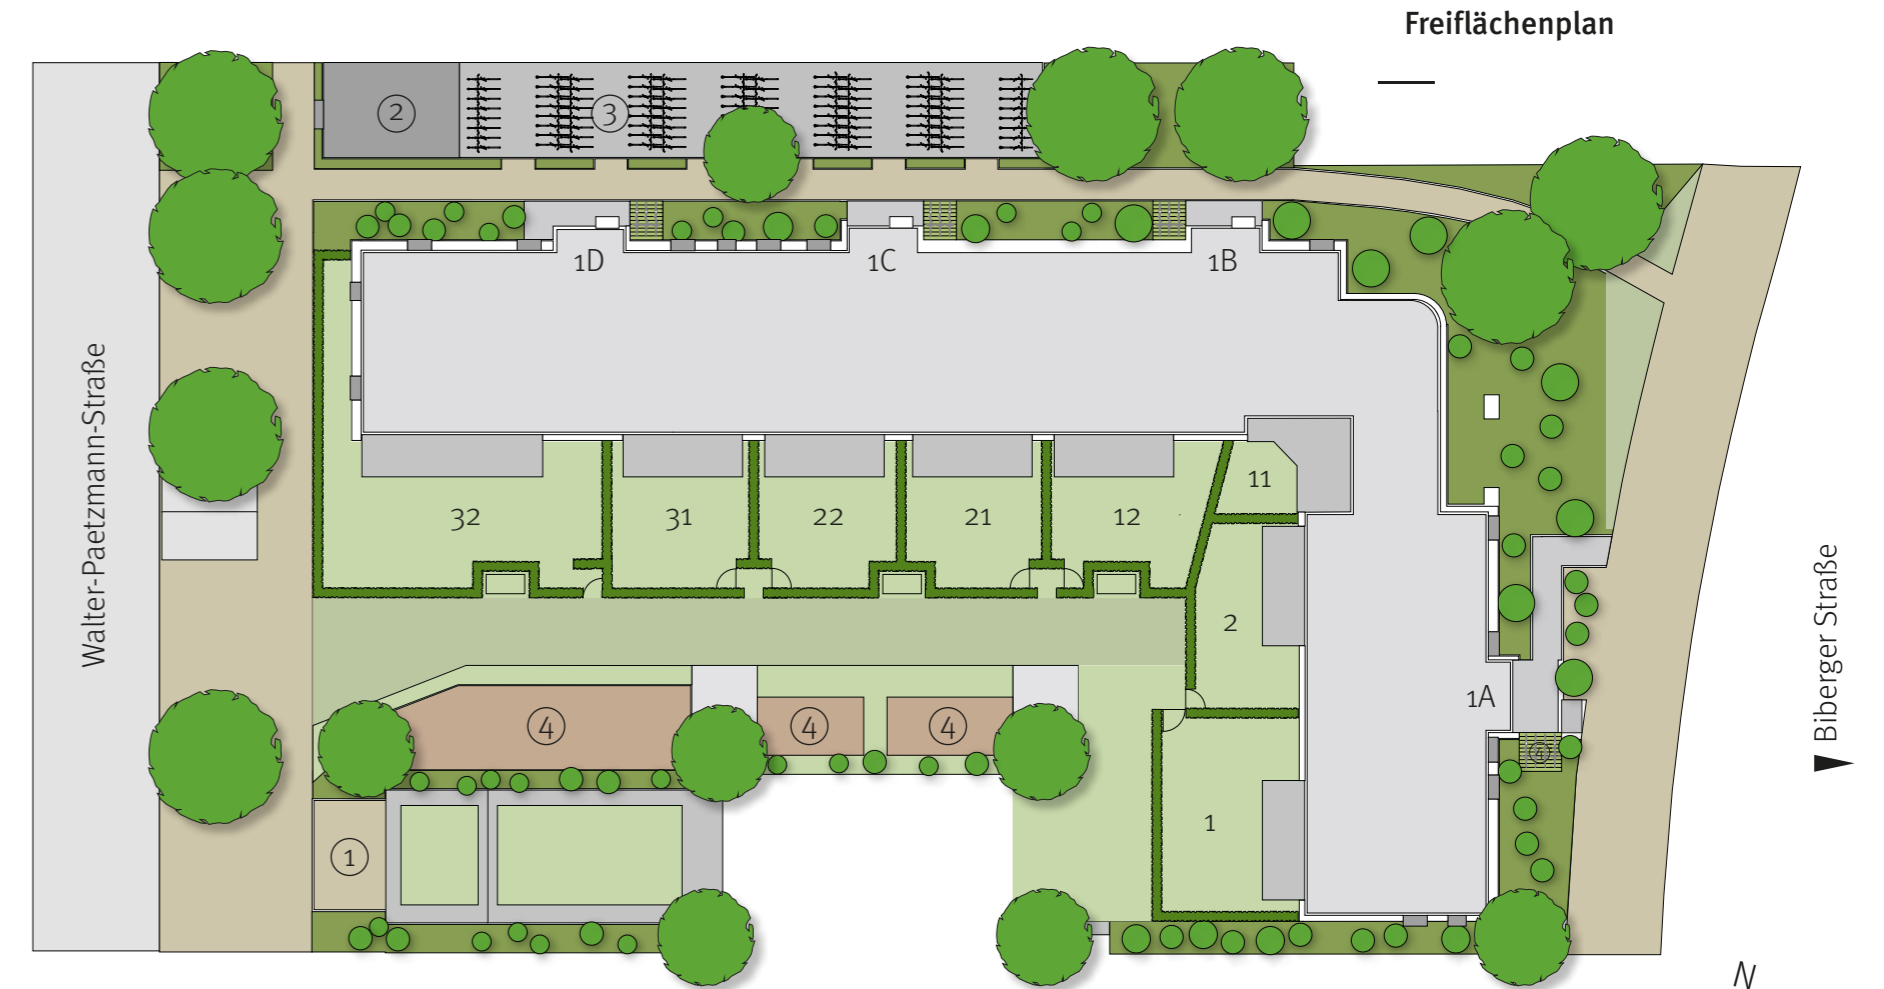 Freiflächenplan
2
3
1D
1C
1B
Walter-Paetzmann-Straße
32
31
22
21
12
11
2
1A
Biberger Straße
4
4
4
1
1
N